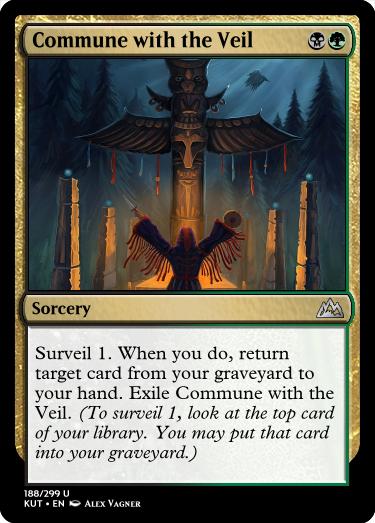 Commune with the Veil
Sorcery
Surveil 1. When you do, return
target card from your graveyard to
your hand. Exile Commune with the
Veil. (To surveil 1, look at the top card
of your library. You may put that card
into your graveyard.)
188/299 U
KUT • EN Alex Vagner